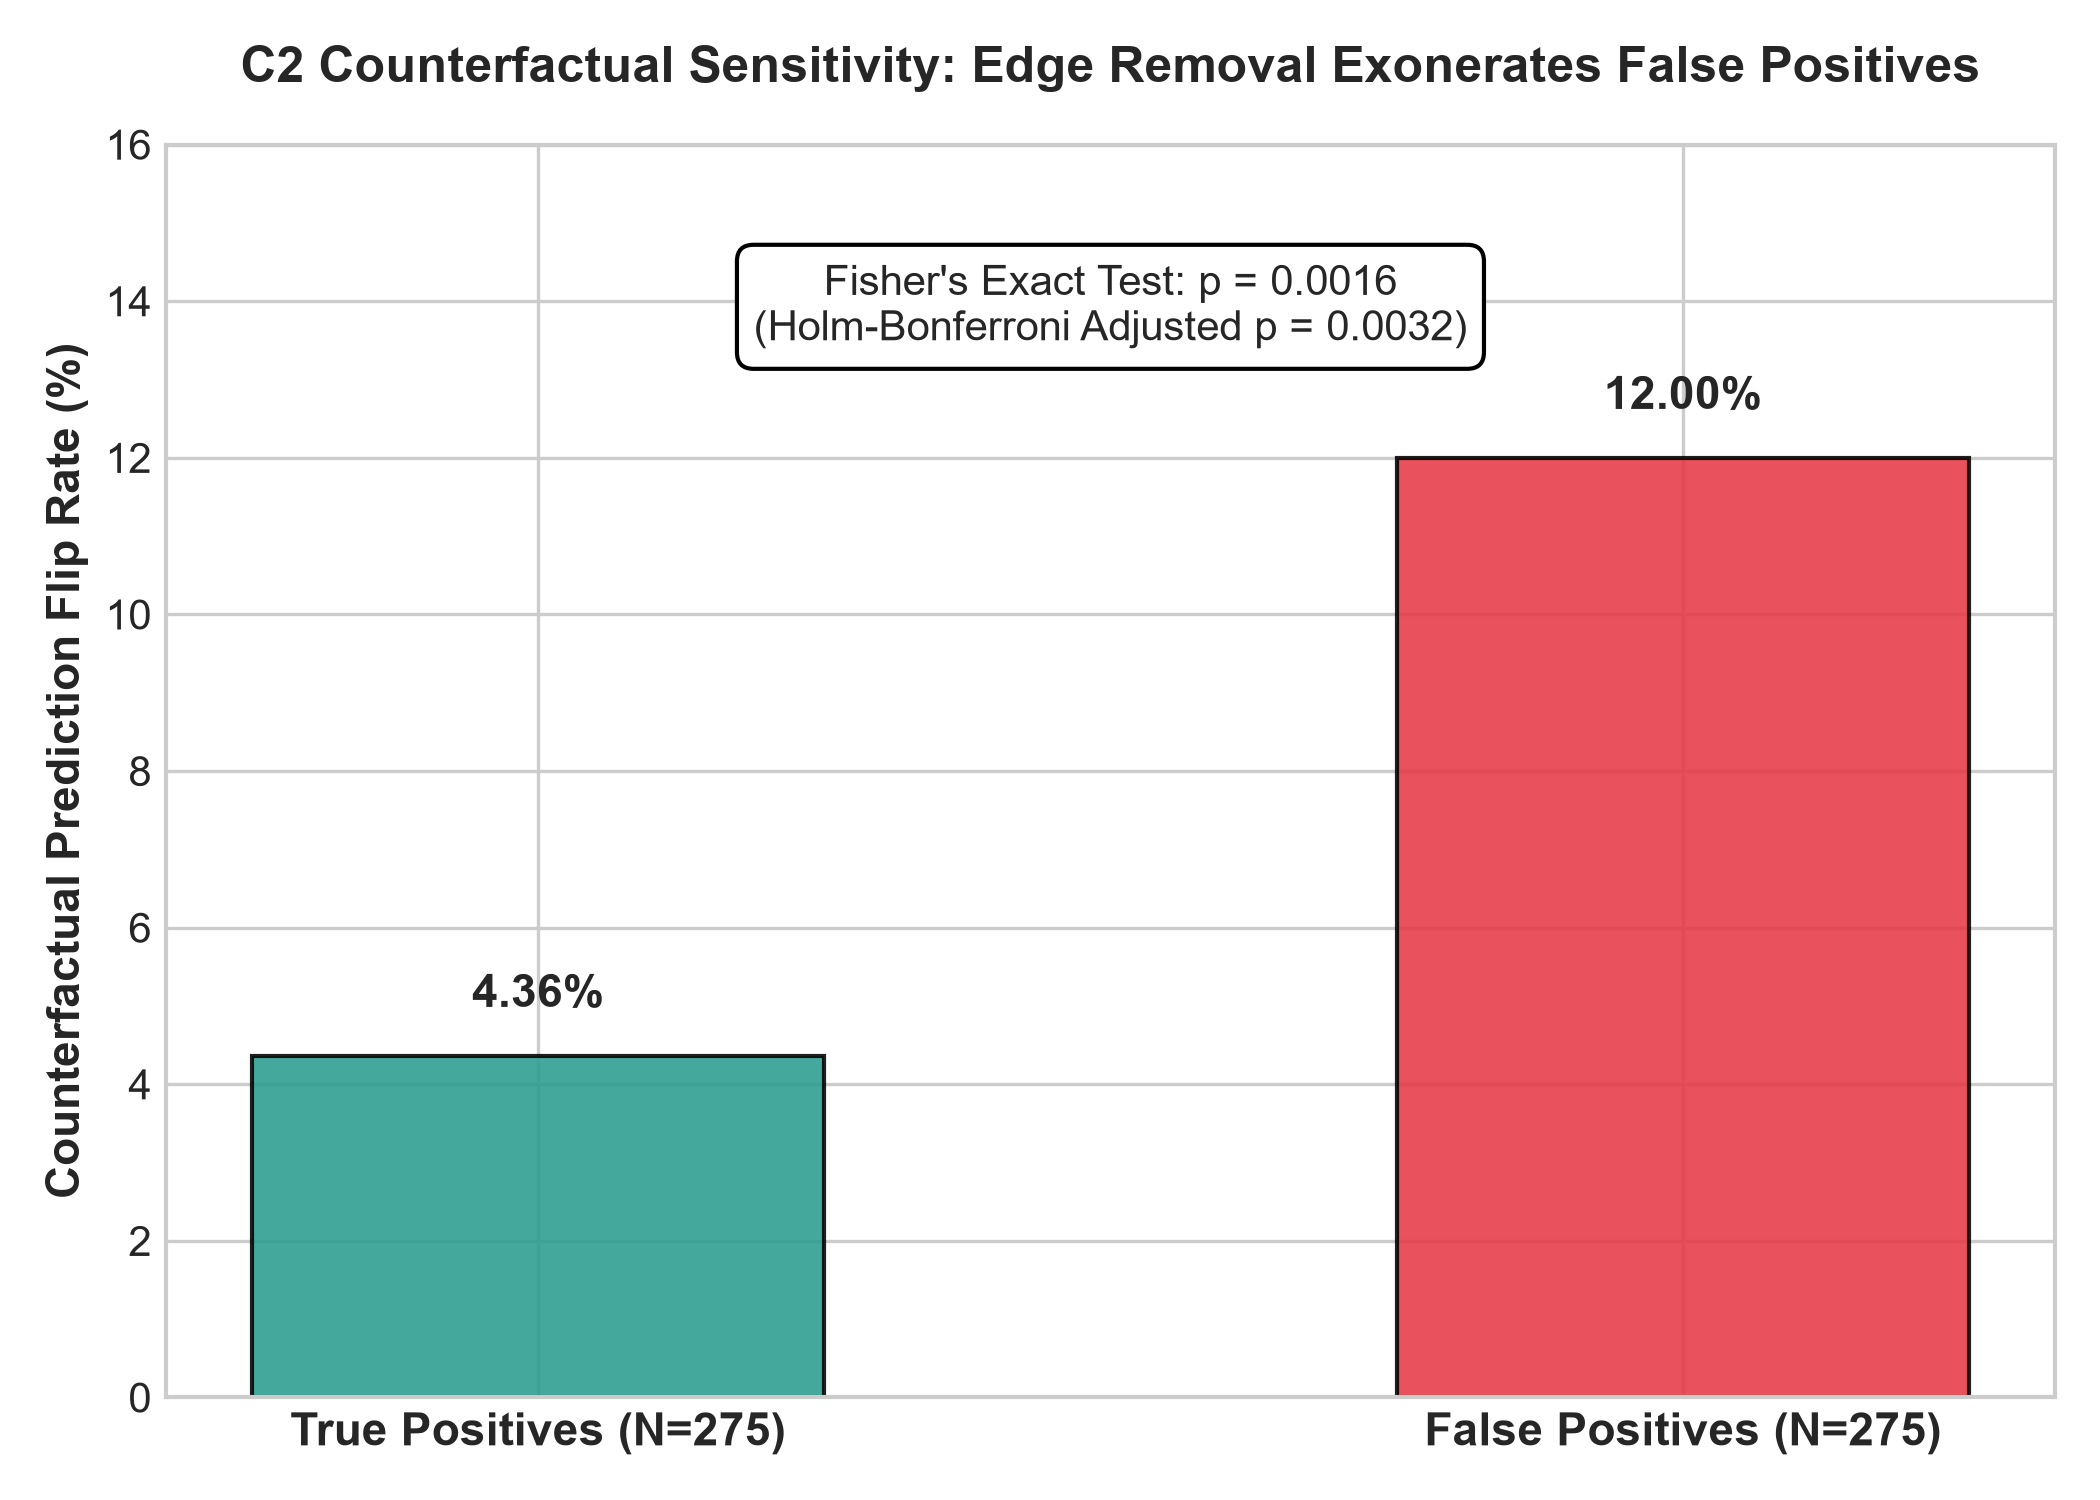 C2 Counterfactual Sensitivity: Edge Removal Exonerates False Positives
Counterfactual Prediction Flip Rate (%)
16
14
12
10
8
6
4
2
0
Fisher's Exact Test: p = 0.0016
(Holm-Bonferroni Adjusted p = 0.0032)
12.00%
4.36%
True Positives (N=275)
False Positives (N=275)